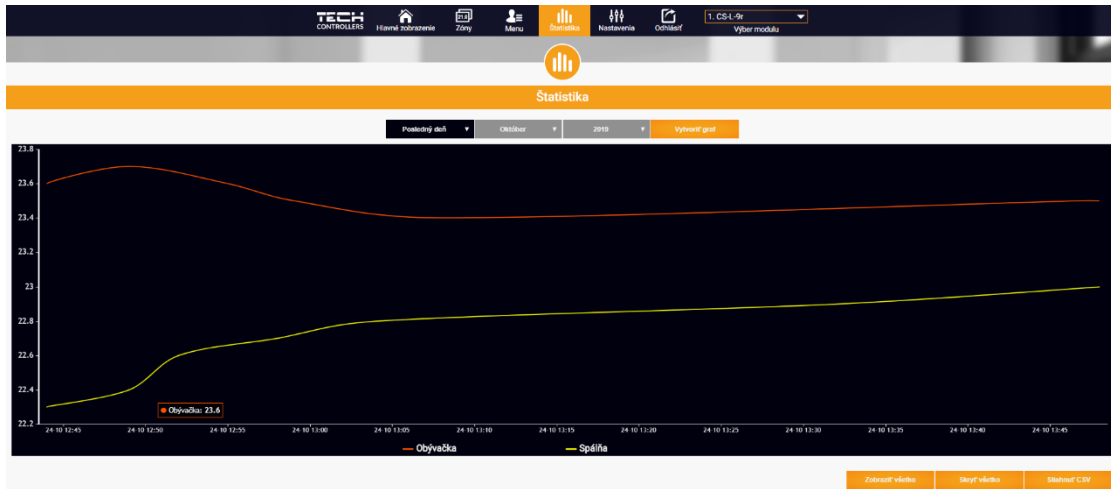 TECH
CONTROLLERS
Hlavné zobrazenie
Zóny
Menu
Štatistika
Nastavenia
Odhlásiť
1. CS-L-9r
Výber modulu
Štatistika
Posledný deň
Október
2019
Vytvoriť graf
23.8
23.6
23.4
23.2
23
22.8
22.6
22.4
22.2
Obývačka: 23.6
24-10 12:45 24-10 12:50 24-10 12:55 24-10 13:00 24-10 13:05 24-10 13:10 24-10 13:15 24-10 13:20 24-10 13:25 24-10 13:30 24-10 13:35 24-10 13:40 24-10 13:45
Obývačka Spálňa
Zobraziť všetko Skryť všetko Stiahnuť CSV